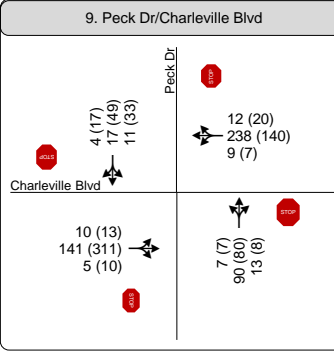 9. Peck Dr/Charleville Blvd
Peck Dr
STOP
4 (17)
17 (49)
11 (33)
12 (20)
238 (140)
9 (7)
STOP
Charleville Blvd
STOP
10 (13)
141 (311)
5 (10)
7 (7)
90 (80)
13 (8)
STOP